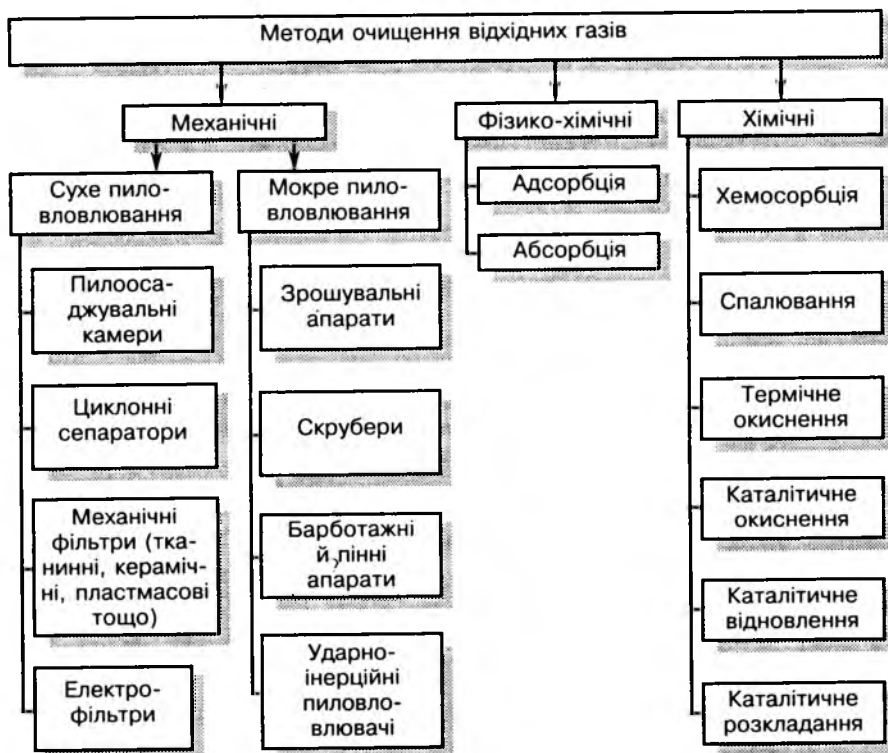 Методи очищення відхідних газів
Механічні
Фізико-хімічні
Хімічні
Сухе пило-
вловлювання
Мокре пило-
вловлювання
Адсорбція
Абсорбція
Хемосорбція
Пилооса-
джувальні
камери
Зрошувальні
апарати
Спалювання
Циклонні
сепаратори
Скрубери
Термічне
окиснення
Механічні
фільтри (тка-
нинні, кераміч-
ні, пластмасові
тощо)
Барботажні
й пінні
апарати
Каталітичне
окиснення
Каталітичне
відновлення
Електро-
фільтри
Ударно-
інерційні
пиловло-
влювачі
Каталітичне
розкладання